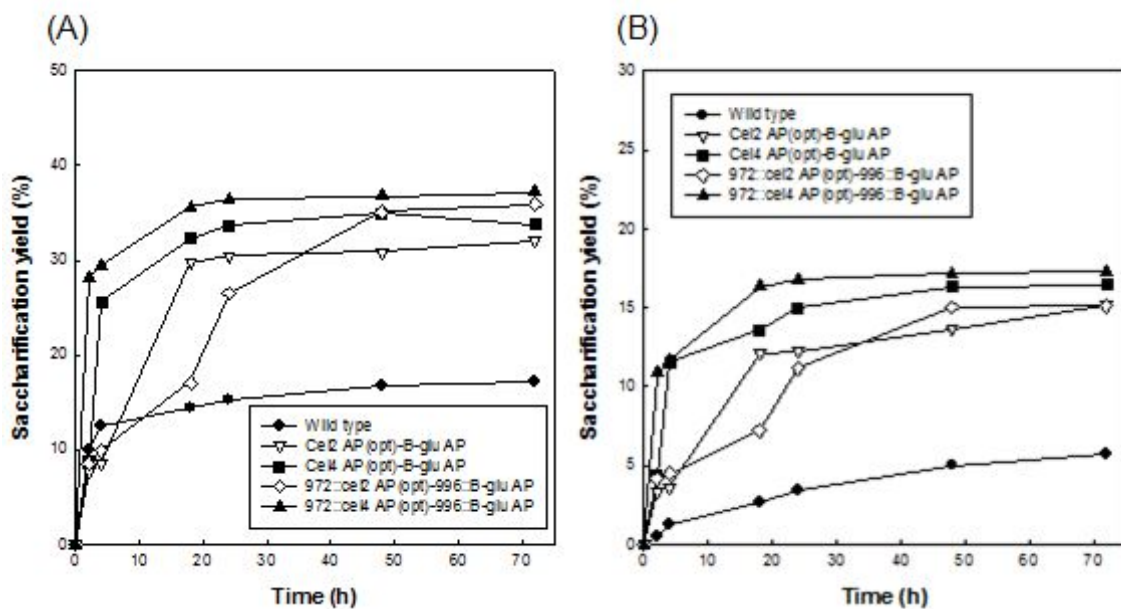 (A)
50
40
30
20
10
0
Saccharification yield (%)
Wild type
Cel2 AP(opt)-B-glu AP
Cel4 AP(opt)-B-glu AP
972::cel2 AP(opt)-996::B-glu AP
972::cel4 AP(opt)-996::B-glu AP
0 10 20 30 40 50 60 70
Time (h)
(B)
30
25
20
15
10
5
0
Saccharification yield (%)
Wild type
Cel2 AP(opt)-B-glu AP
Cel4 AP(opt)-B-glu AP
972::cel2 AP(opt)-996::B-glu AP
972::cel4 AP(opt)-996::B-glu AP
0 10 20 30 40 50 60 70
Time (h)